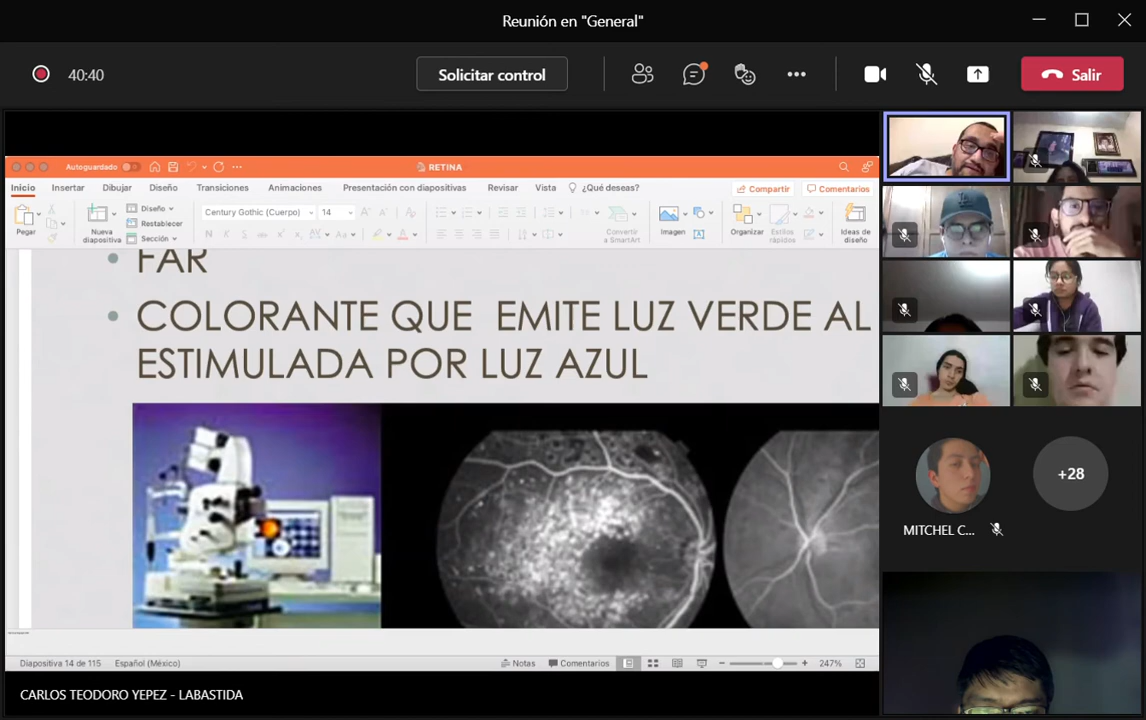 Reunión en "General"
40:40
Solicitar control
Salir
Autoguardado
RETINA
Inicio
Insertar
Dibujar
Diseño
Transiciones
Animaciones
Presentación con diapositivas
Revisar
Vista
¿Qué deseas?
Compartir
Comentarios
Pegar
Nueva diapositiva
Diseño
Restablecer
Sección
Century Gothic (Cuerpo)
14
Convertir a SmartArt
Imagen
Organizar
Estilos rápidos
Ideas de diseño
FAR
COLORANTE QUE EMITE LUZ VERDE AL
ESTIMULADA POR LUZ AZUL
MITCHEL C...
+28
Diapositiva 14 de 115
Español (México)
Notas
Comentarios
247%
CARLOS TEODORO YEPEZ - LABASTIDA